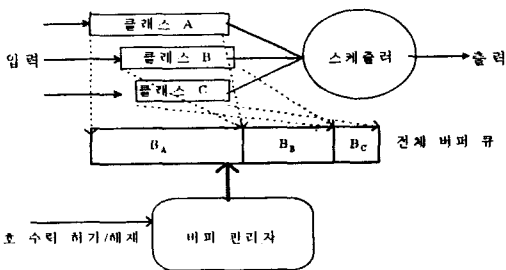 클래스 A
입력
클래스 B
스케쥴러
출력
클래스 C
B_A
B_B
B_C
전체 버퍼 큐
호 수락 허가/해제
버퍼 관리자